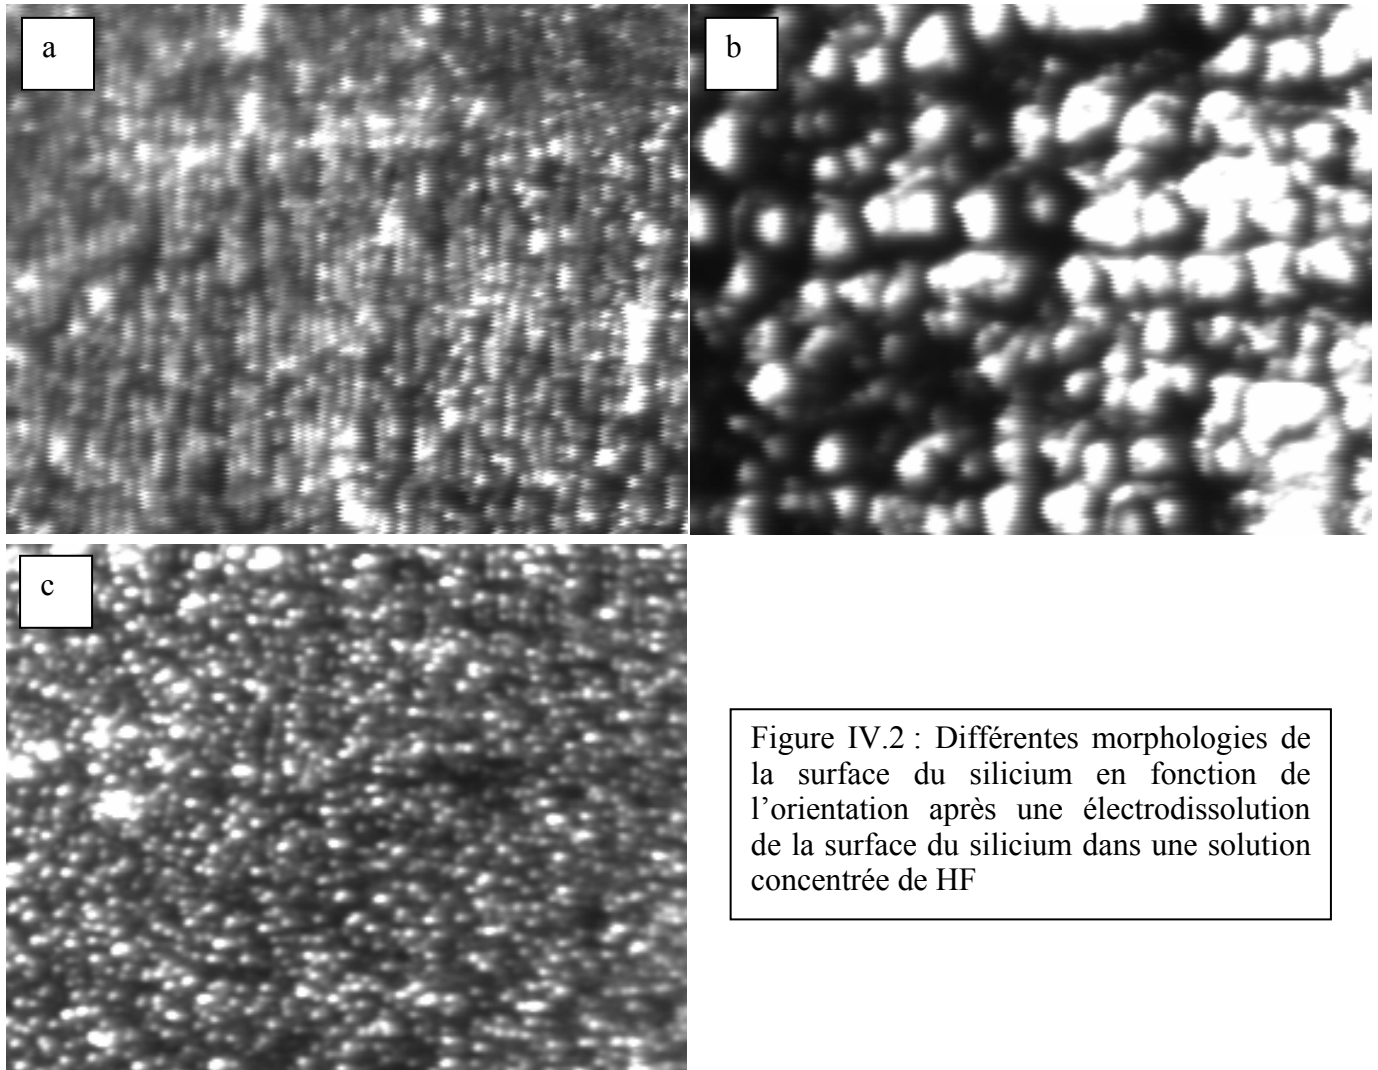 a
b
c
Figure IV.2 : Différentes morphologies de
la surface du silicium en fonction de
l’orientation après une électrodissolution
de la surface du silicium dans une solution
concentrée de HF